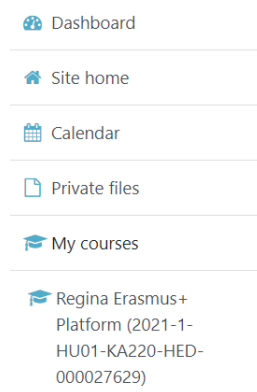 Dashboard
Site home
Calendar
Private files
My courses
Regina Erasmus+
Platform (2021-1-
HU01-KA220-HED-
000027629)